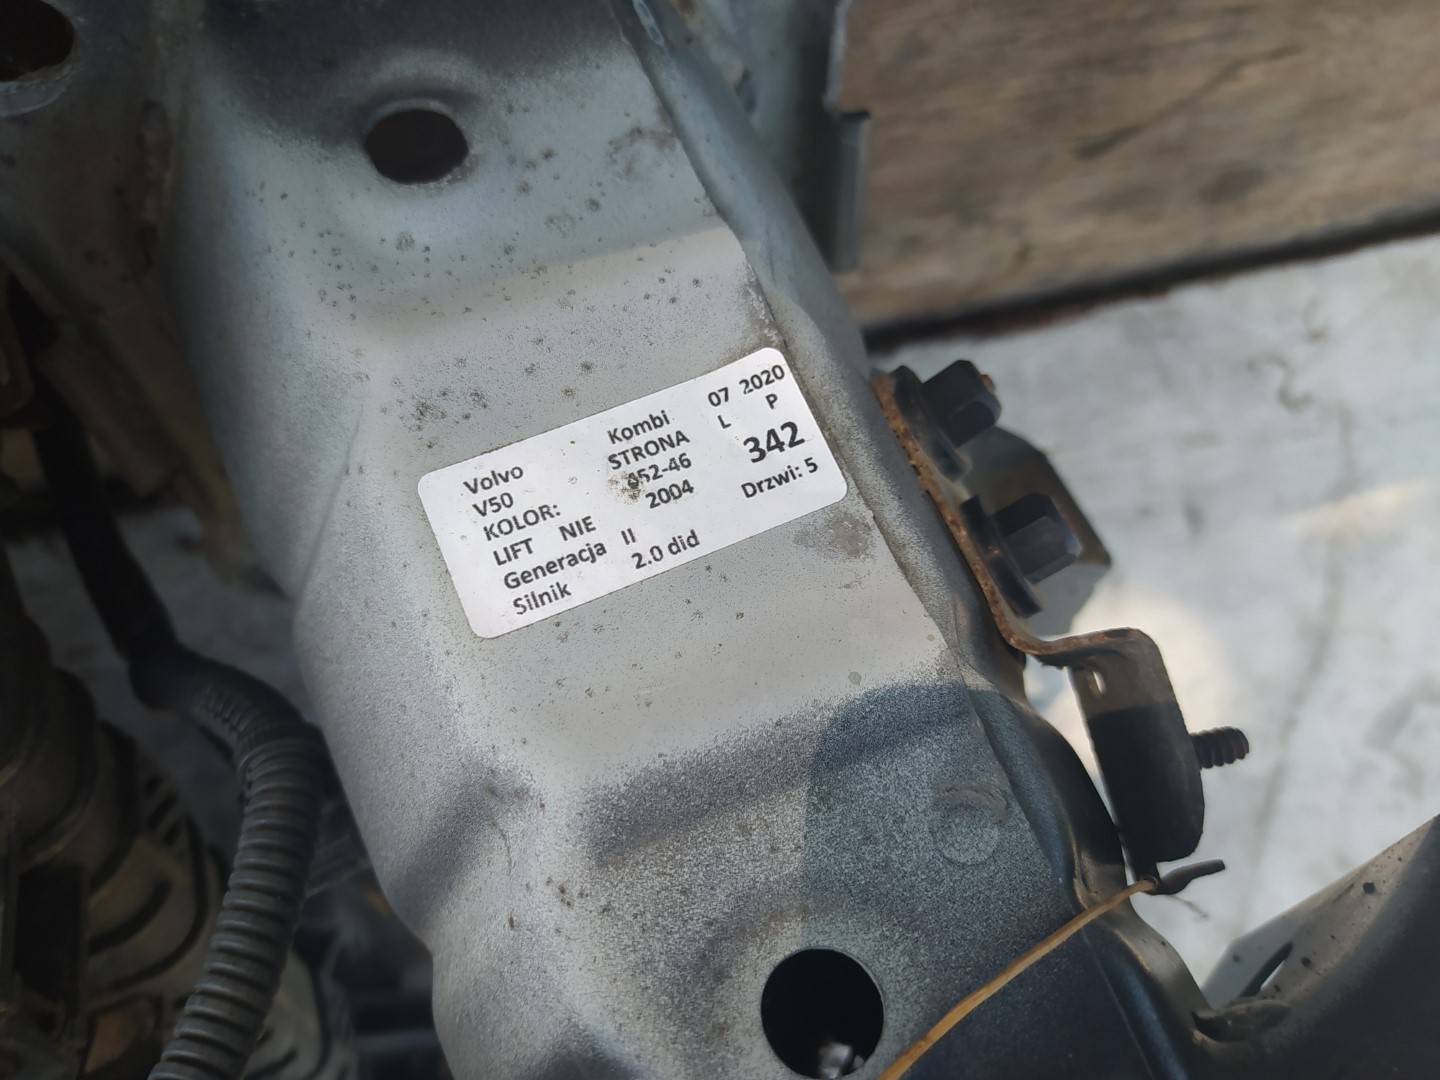 Volvo Kombi 07 2020
V50 STRONA L P
KOLOR: 852-46 342
LIFT NIE 2004
Generacja II Drzwi: 5
Silnik 2.0 did